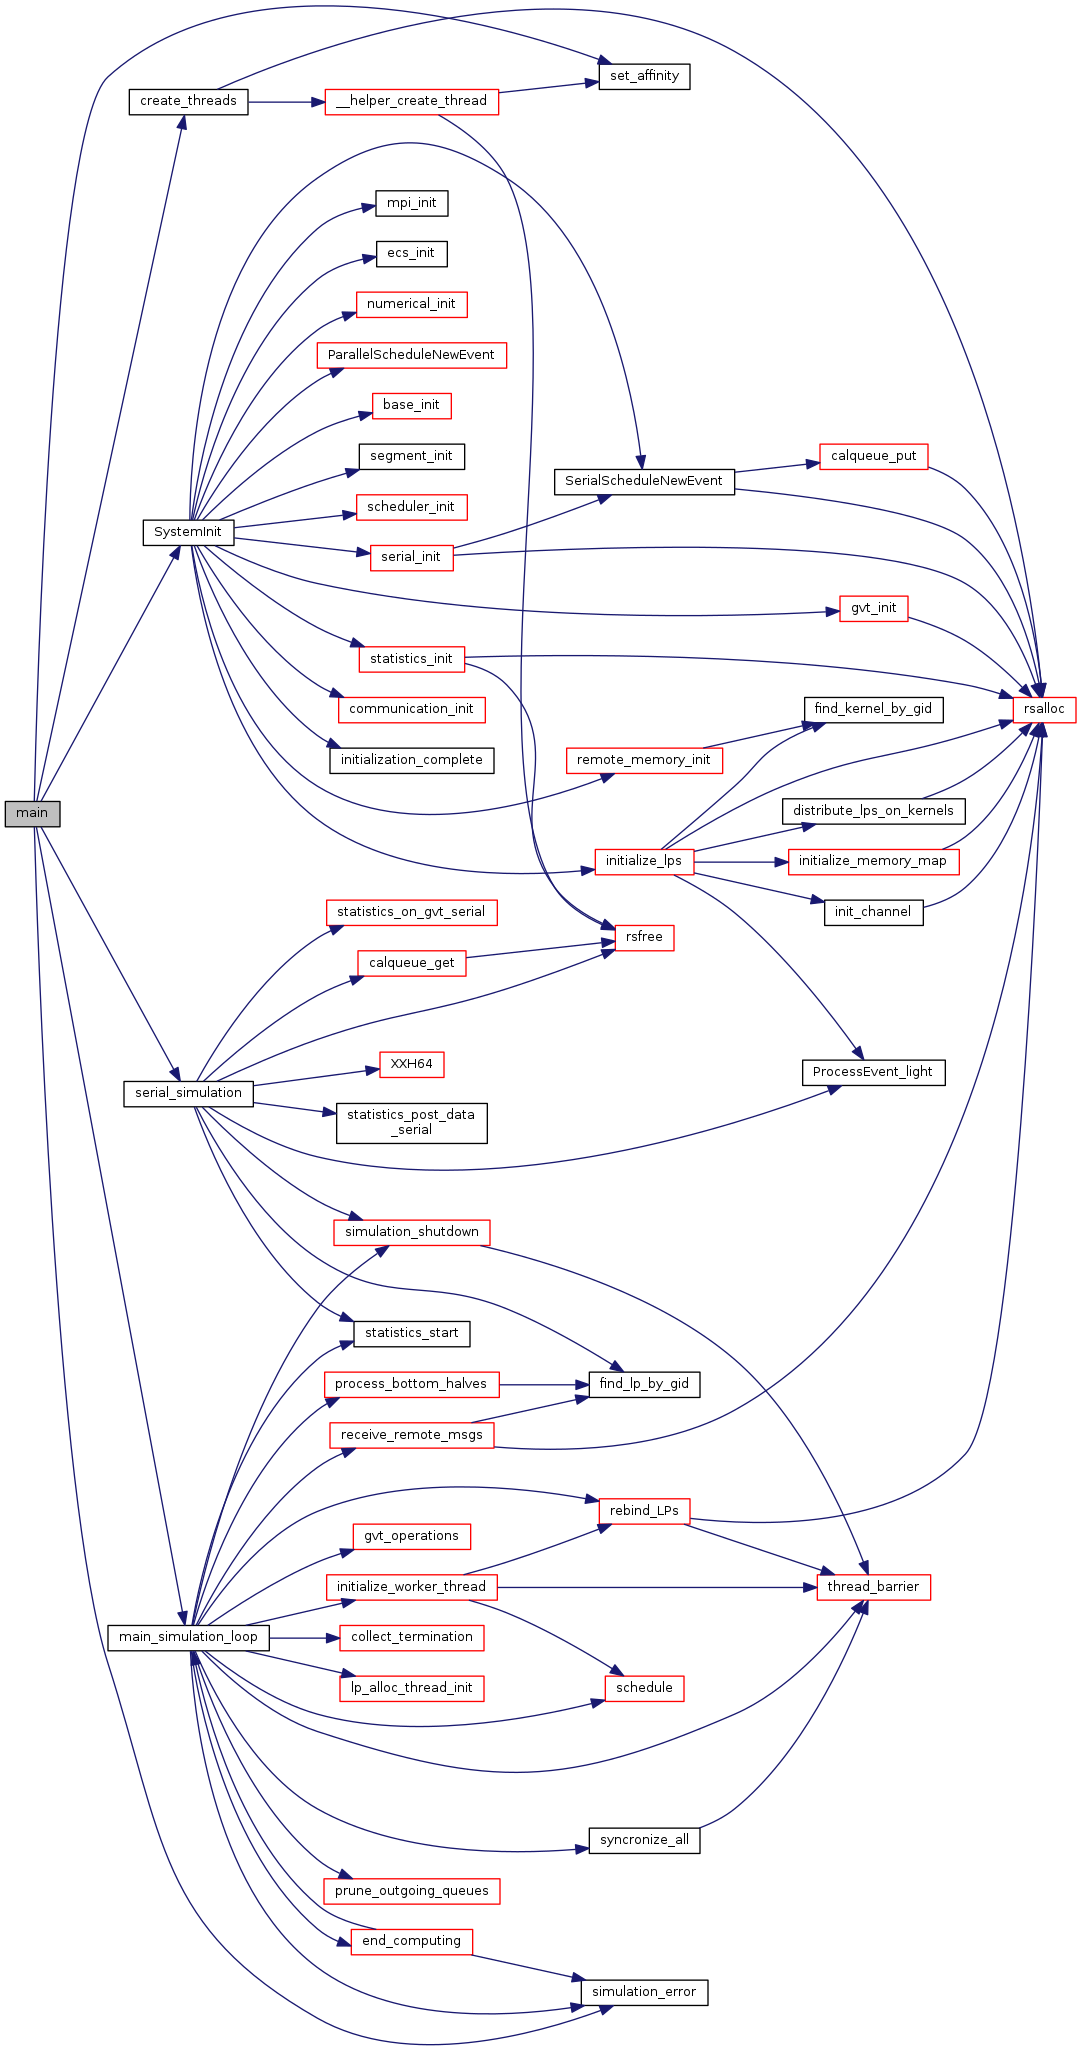 set_affinity
create_threads
__helper_create_thread
mpi_init
ecs_init
numerical_init
ParallelScheduleNewEvent
base_init
segment_init
calqueue_put
SerialScheduleNewEvent
scheduler_init
SystemInit
serial_init
gvt_init
statistics_init
communication_init
find_kernel_by_gid
rsalloc
initialization_complete
remote_memory_init
main
distribute_lps_on_kernels
initialize_lps
initialize_memory_map
statistics_on_gvt_serial
init_channel
rsfree
calqueue_get
XXH64
ProcessEvent_light
serial_simulation
statistics_post_data
_serial
simulation_shutdown
statistics_start
process_bottom_halves
find_lp_by_gid
receive_remote_msgs
rebind_LPs
gvt_operations
initialize_worker_thread
thread_barrier
main_simulation_loop
collect_termination
lp_alloc_thread_init
schedule
syncronize_all
prune_outgoing_queues
end_computing
simulation_error